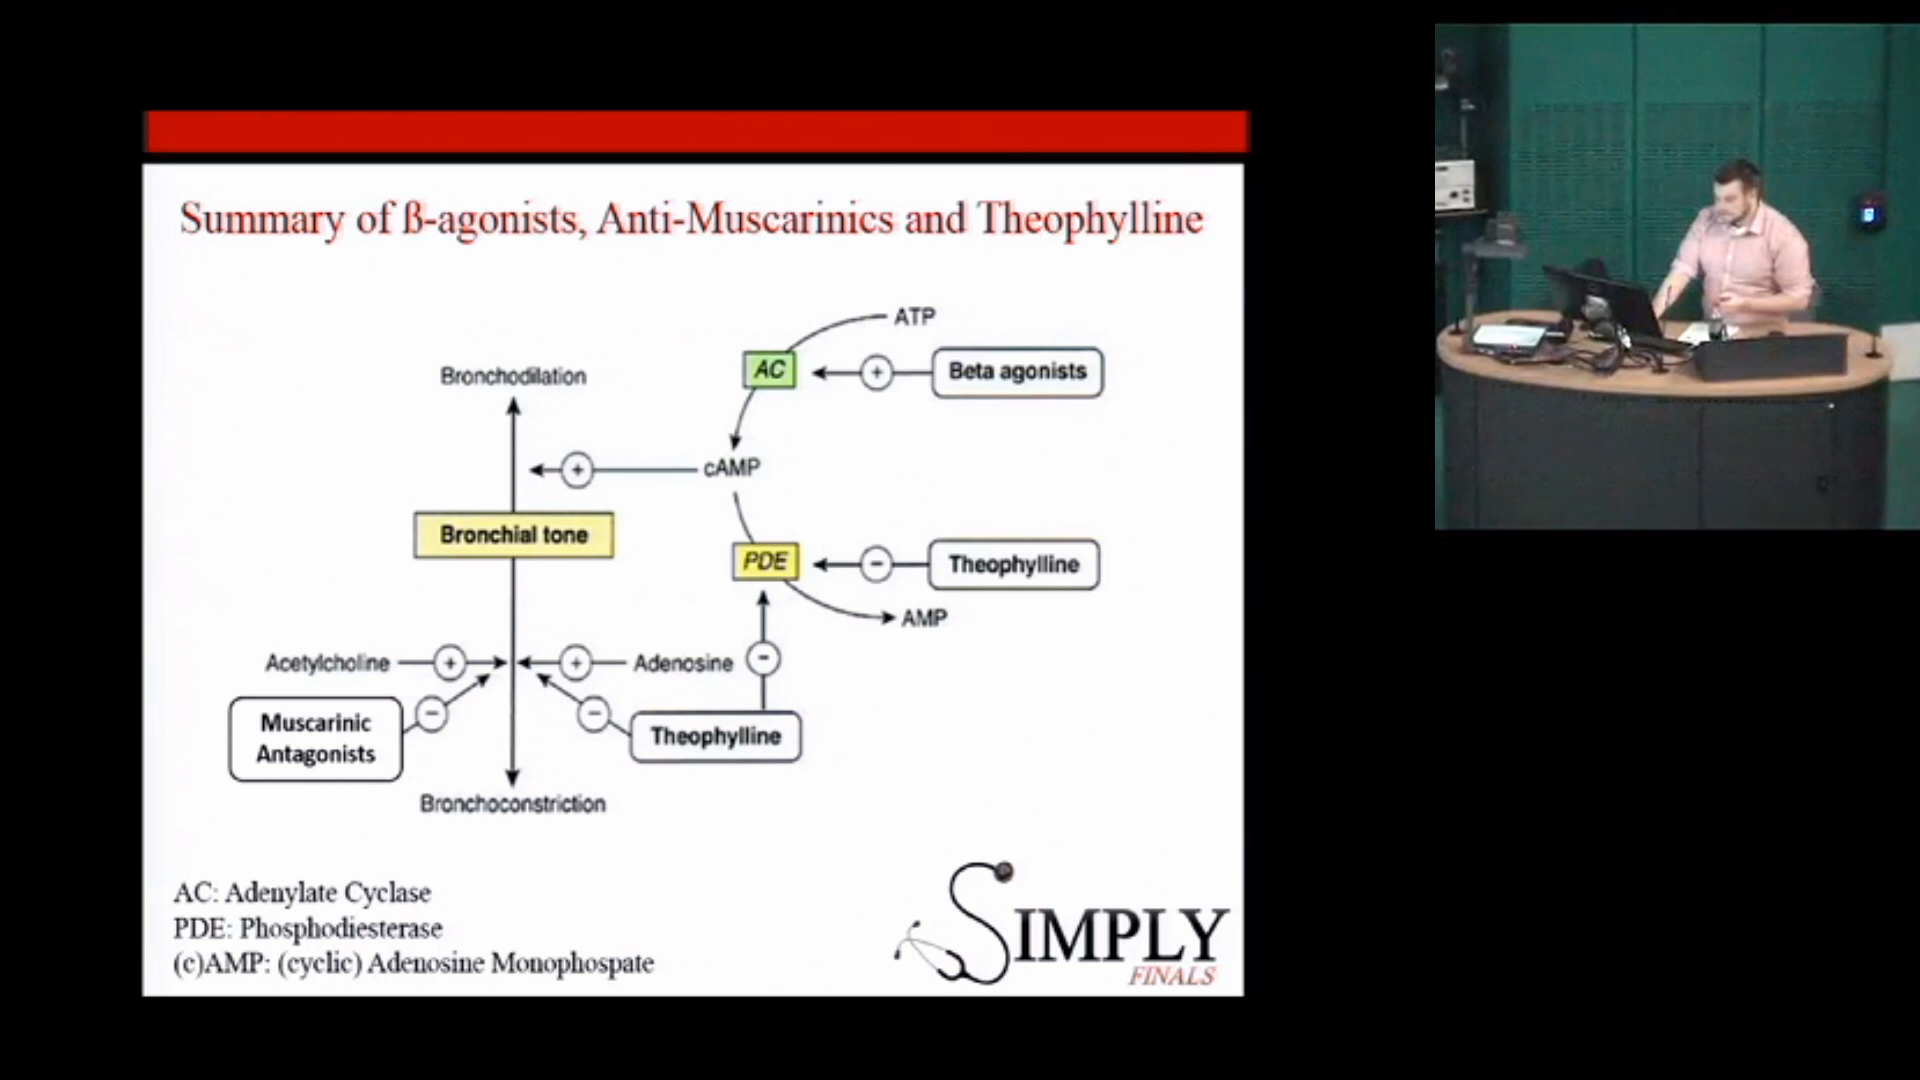 Summary of ß-agonists, Anti-Muscarinics and Theophylline
ATP
AC
+
Beta agonists
Bronchodilation
+
cAMP
Bronchial tone
PDE
−
Theophylline
AMP
Acetylcholine
+
+
Adenosine
−
−
−
Muscarinic
Antagonists
Theophylline
Bronchoconstriction
AC: Adenylate Cyclase
PDE: Phosphodiesterase
(c)AMP: (cyclic) Adenosine Monophospate
SIMPLY
FINALS